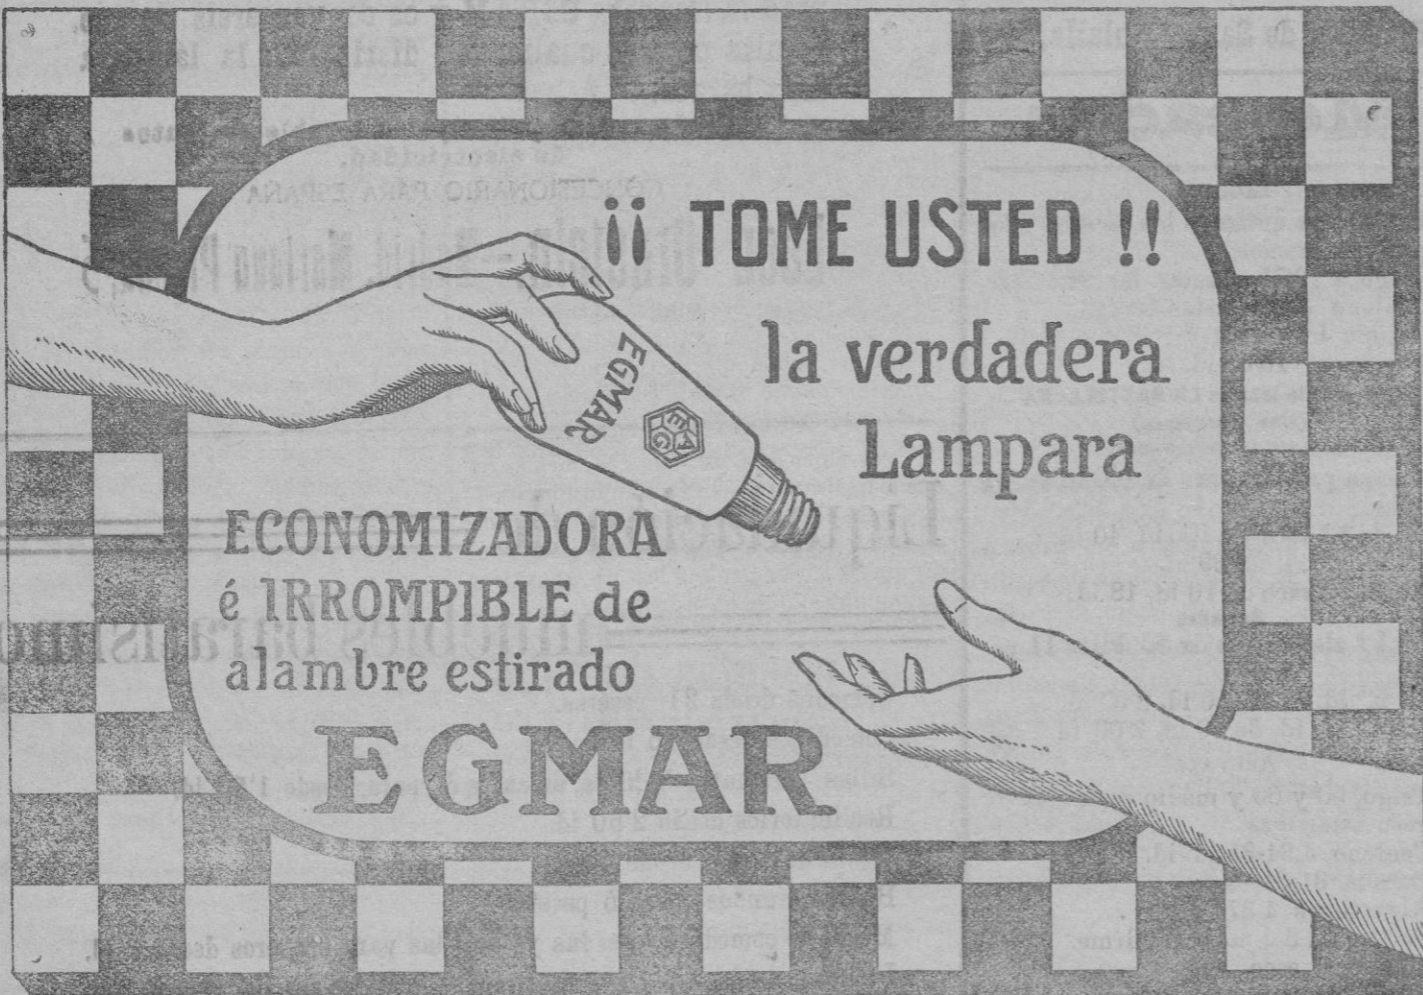 ¡¡ TOME USTED !!
la verdadera
Lampara
EGMAR
ECONOMIZADORA
é IRROMPIBLE de
alambre estirado
EGMAR